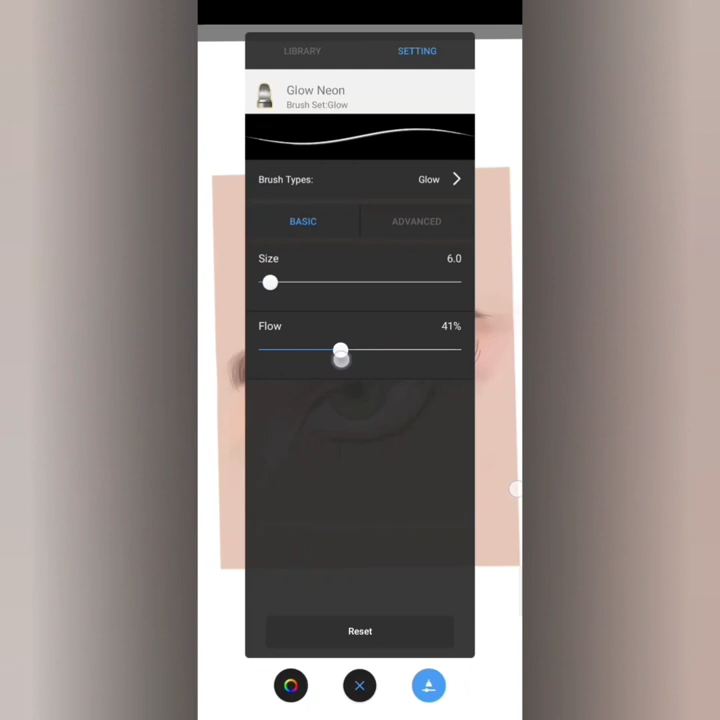 LIBRARY
SETTING
Glow Neon
Brush Set:Glow
Brush Types:
Glow
BASIC
ADVANCED
Size
6.0
Flow
41%
Reset